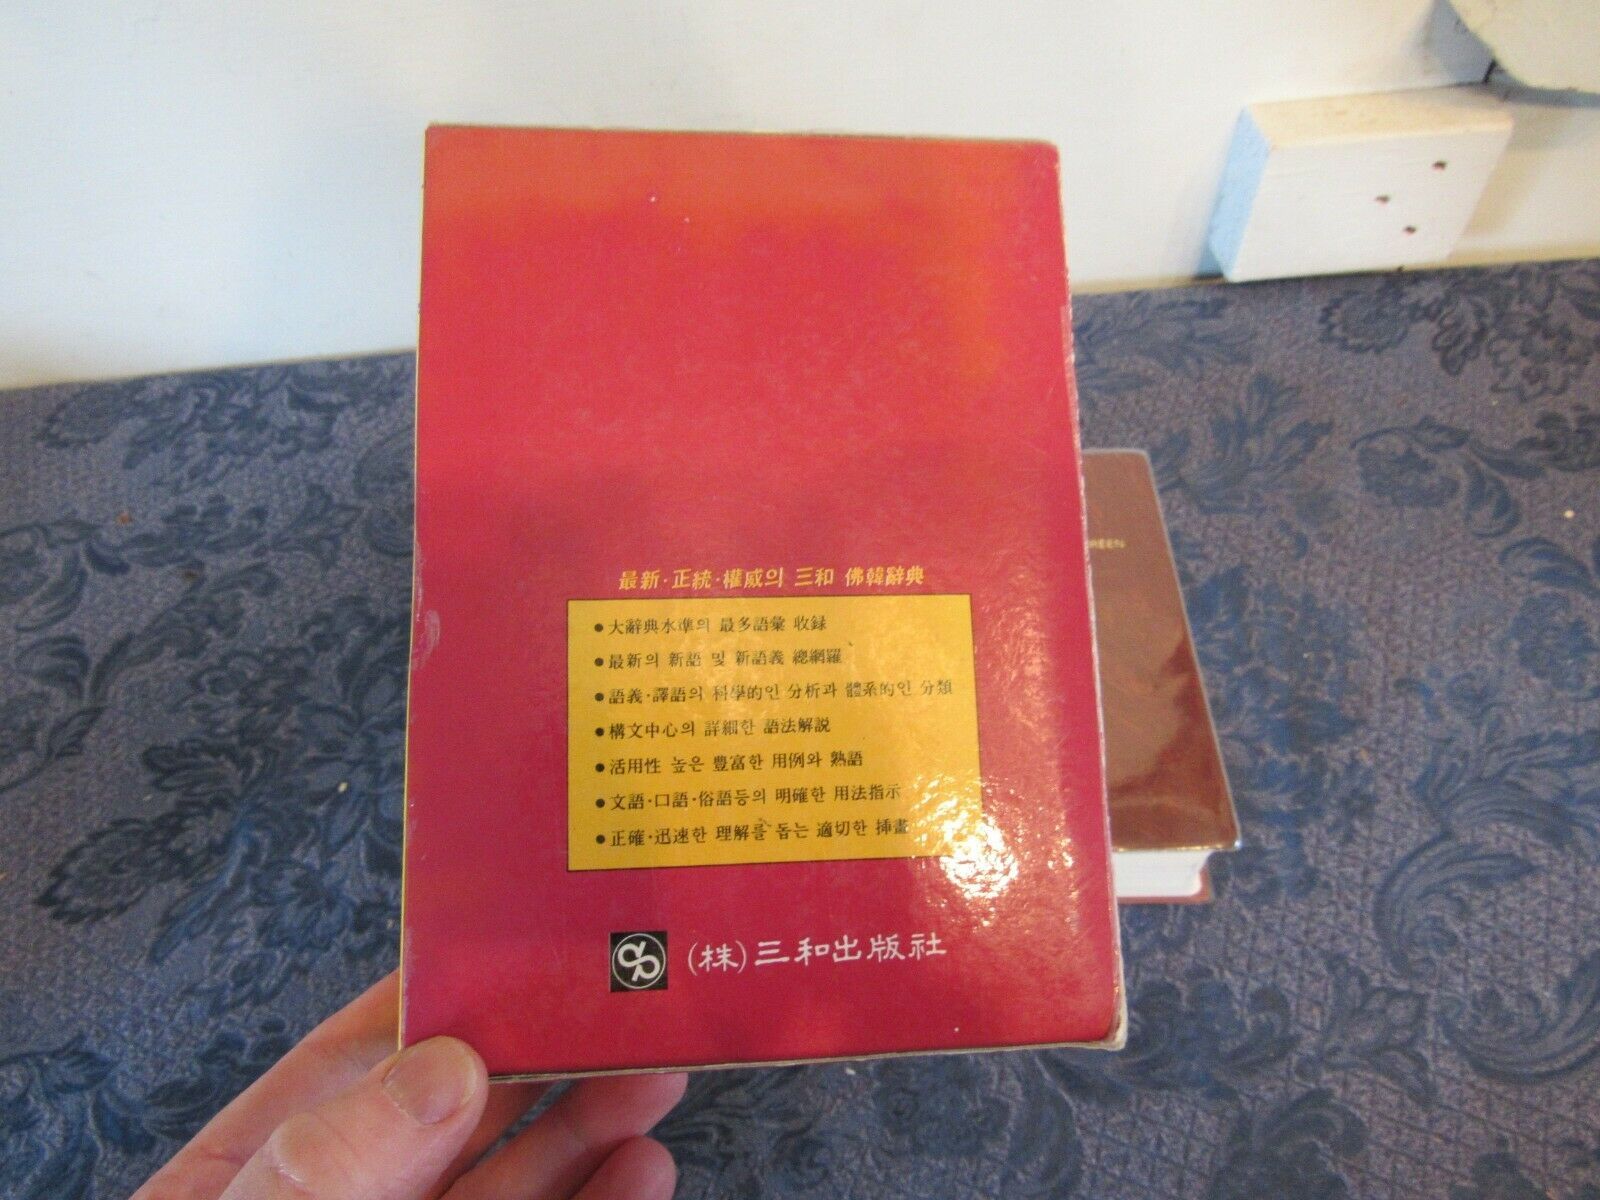 最新·正統·權威의 三和 佛韓辭典
●大辭典水準의 最多語彙 收録
●最新의 新語 및 新語義 總網羅
●語義·譯語의 科學的인 分析과 體系的인 分類
●構文中心의 詳細한 語法解説
●活用性 높은 豊富한 用例와 熟語
●文語·口語·俗語등의 明確한 用法指示
●正確·迅速한 理解를 돕는 適切한 揷畫
(株)三和出版社